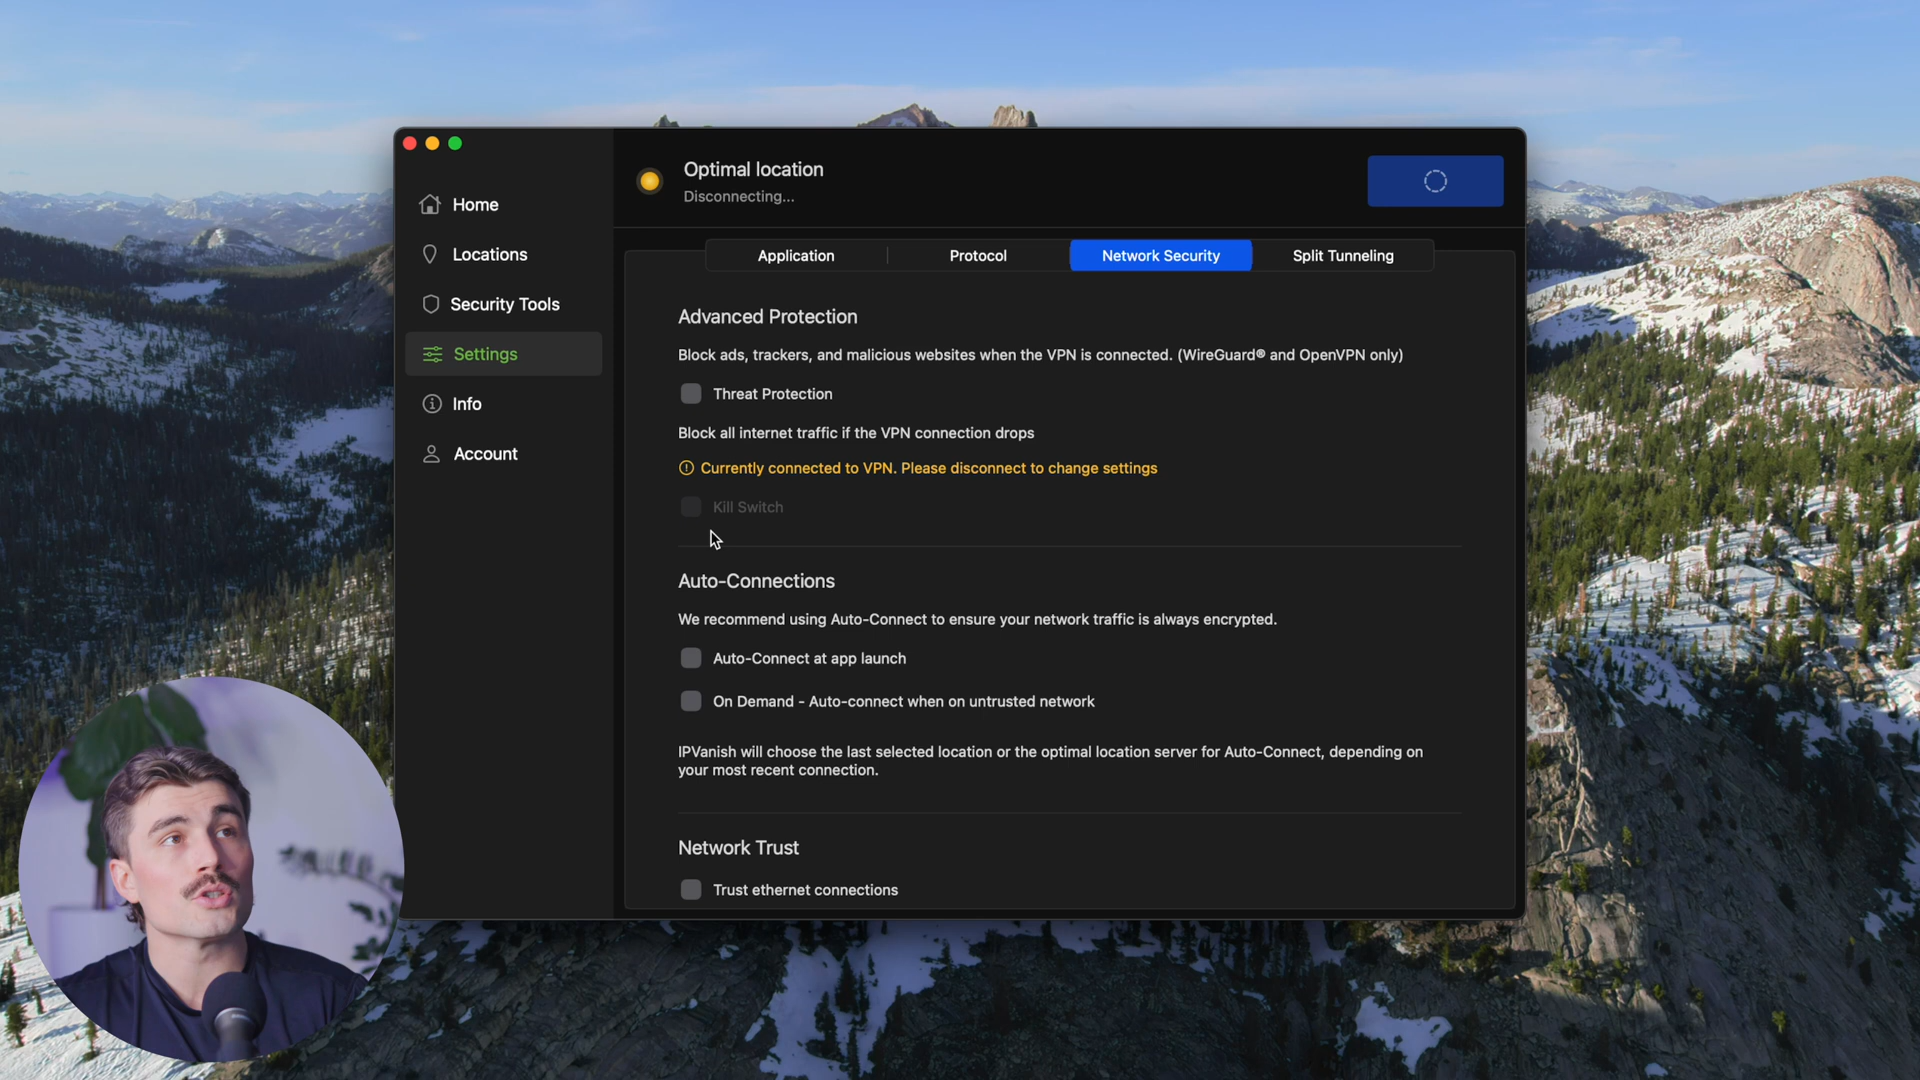 Optimal location
Disconnecting...
Home
Locations
Security Tools
Settings
Info
Account
Application
Protocol
Network Security
Split Tunneling
Advanced Protection
Block ads, trackers, and malicious websites when the VPN is connected. (WireGuard® and OpenVPN only)
Threat Protection
Block all internet traffic if the VPN connection drops
Currently connected to VPN. Please disconnect to change settings
Kill Switch
Auto-Connections
We recommend using Auto-Connect to ensure your network traffic is always encrypted.
Auto-Connect at app launch
On Demand - Auto-connect when on untrusted network
IPVanish will choose the last selected location or the optimal location server for Auto-Connect, depending on
your most recent connection.
Network Trust
Trust ethernet connections